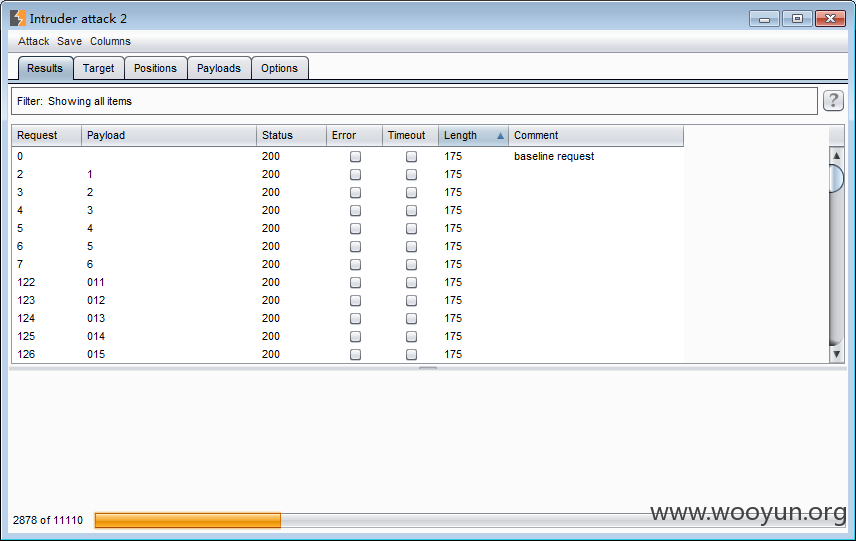 Intruder attack 2
Attack Save Columns
Results Target Positions Payloads Options
Filter: Showing all items ?
Request Payload Status Error Timeout Length Comment
0 200 175 baseline request
2 1 200 175
3 2 200 175
4 3 200 175
5 4 200 175
6 5 200 175
7 6 200 175
122 011 200 175
123 012 200 175
124 013 200 175
125 014 200 175
126 015 200 175
2878 of 11110
www.wooyun.org